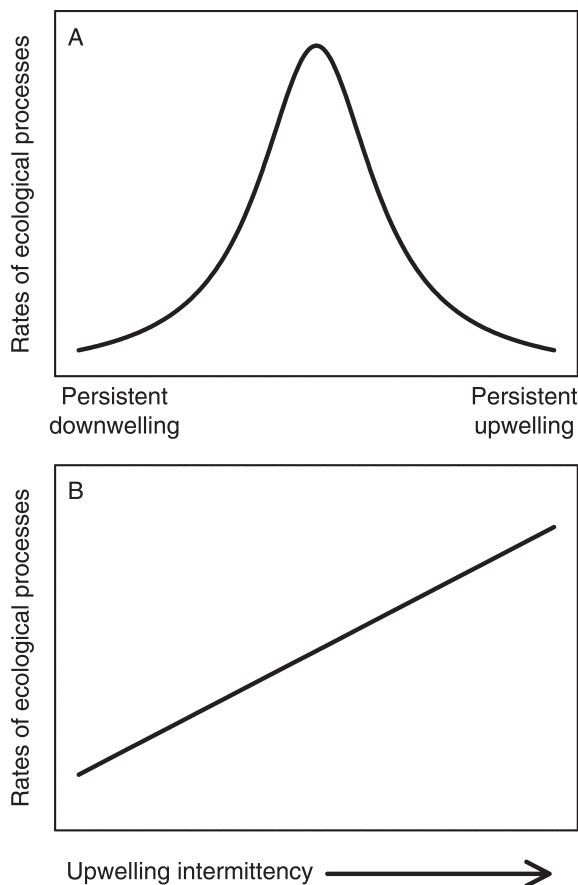 A
Rates of ecological processes
Persistent downwelling
Persistent upwelling
B
Rates of ecological processes
Upwelling intermittency